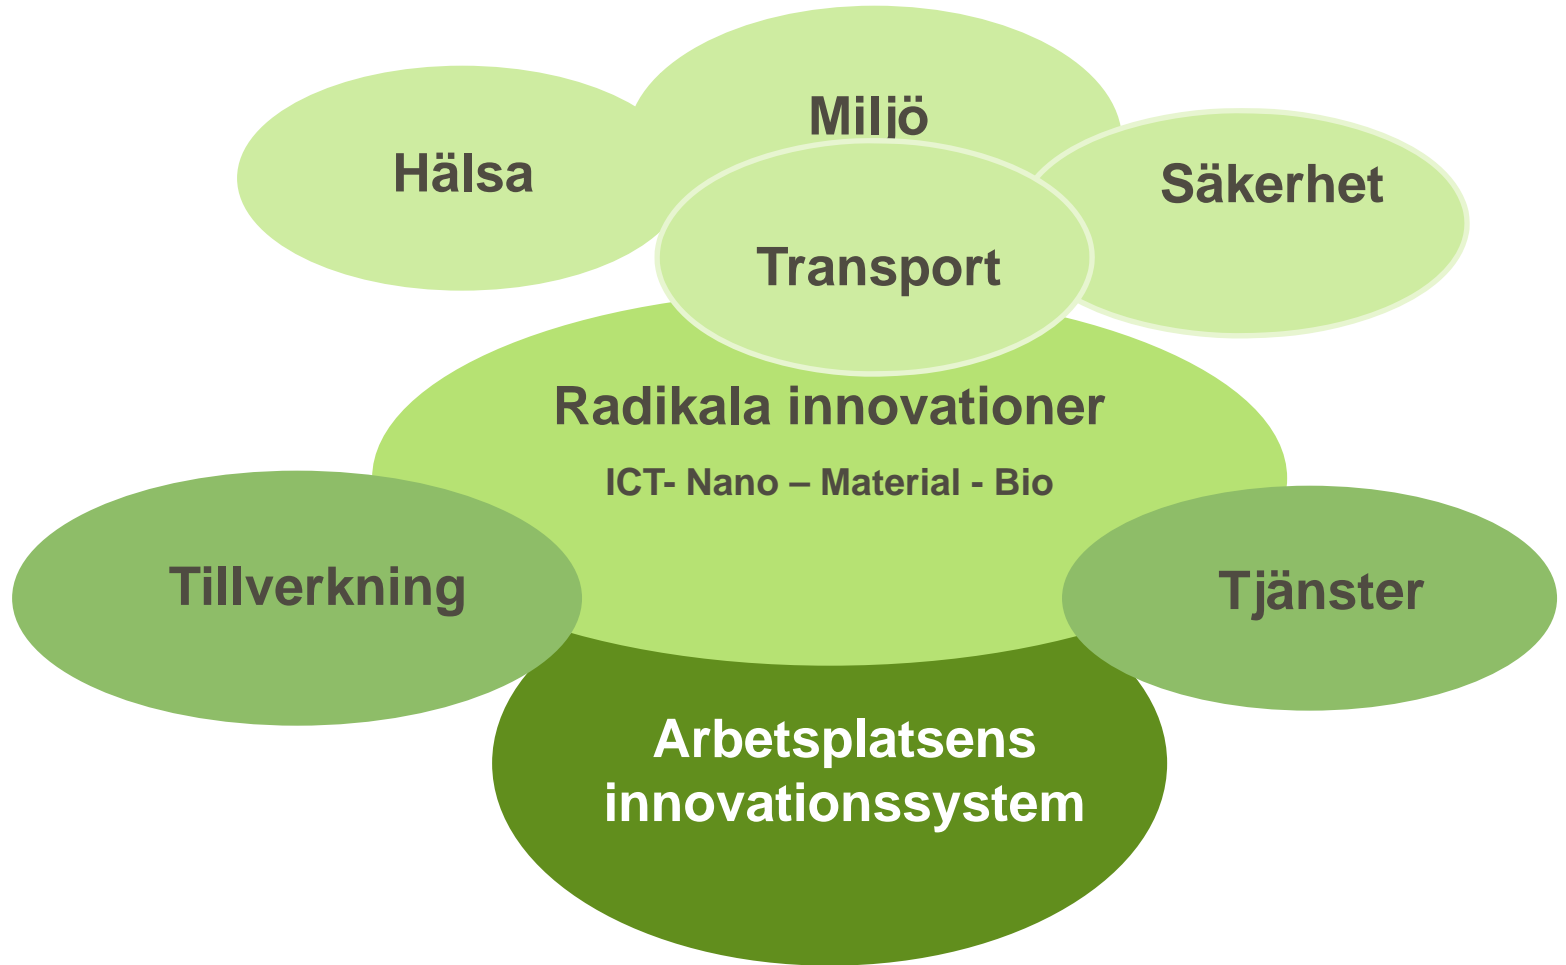 Miljö
Hälsa
Säkerhet
Transport
Radikala innovationer
ICT- Nano – Material - Bio
Tillverkning
Tjänster
Arbetsplatsens
innovationssystem